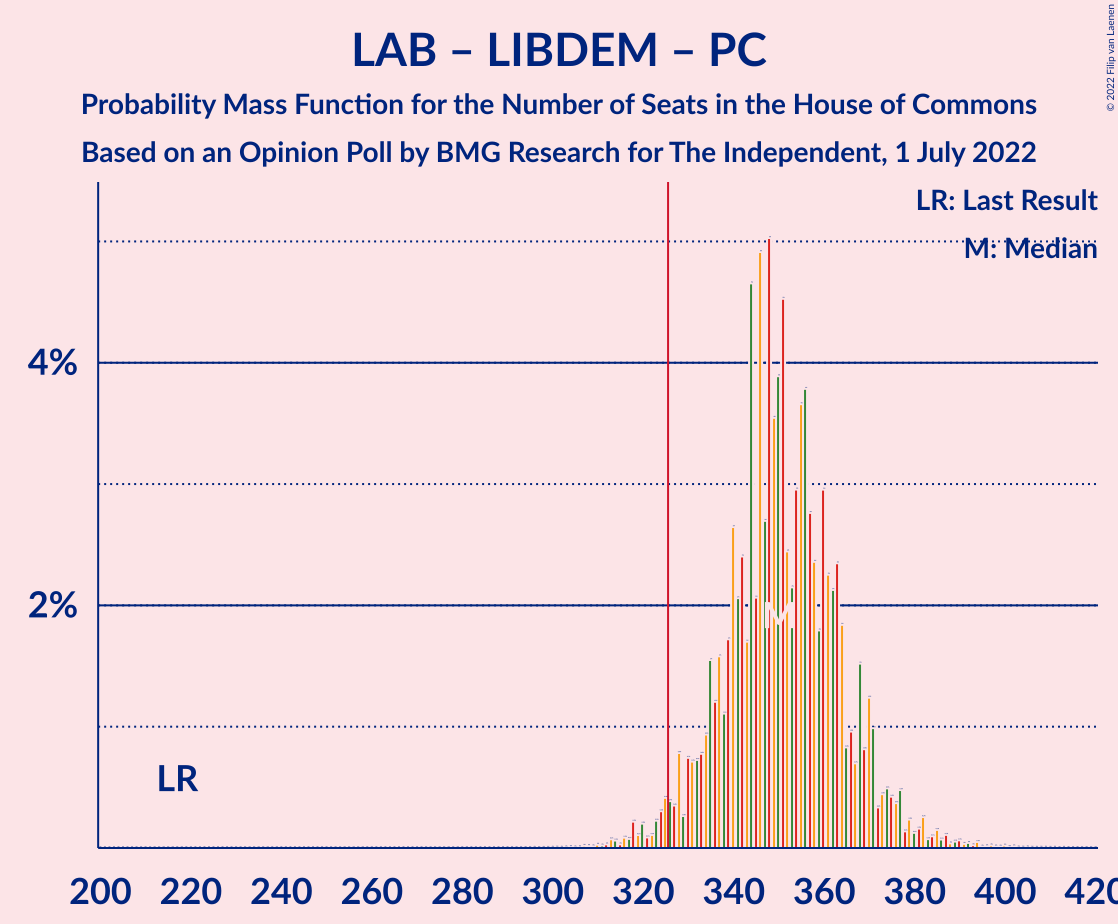 LAB – LIBDEM – PC
Probability Mass Function for the Number of Seats in the House of Commons
Based on an Opinion Poll by BMG Research for The Independent, 1 July 2022
© 2022 Filip van Laenen
LR: Last Result
M: Median
4%
2%
M
LR
200 220 240 260 280 300 320 340 360 380 400 420